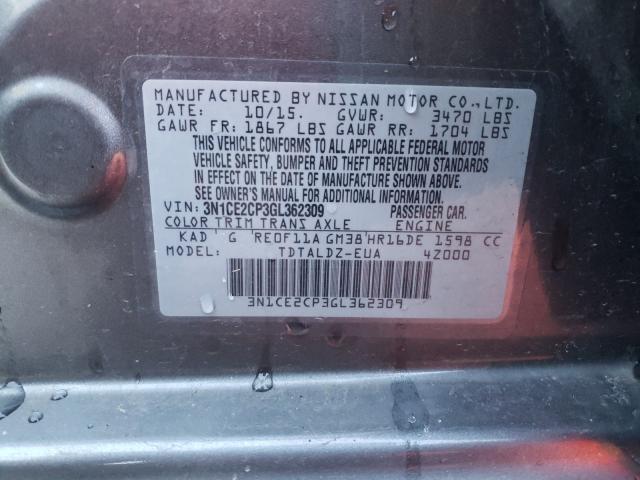 MANUFACTURED BY NISSAN MOTOR CO., LTD.
DATE: 10/15. GVWR: 3470 LBS
GAWR FR: 1867 LBS GAWR RR: 1704 LBS
THIS VEHICLE CONFORMS TO ALL APPLICABLE FEDERAL MOTOR
VEHICLE SAFETY, BUMPER AND THEFT PREVENTION STANDARDS
IN EFFECT ON THE DATE OF MANUFACTURE SHOWN ABOVE.
SEE OWNER'S MANUAL FOR ADDITIONAL INFORMATION.
VIN: 3N1CE2CP3GL362309 PASSENGER CAR.
COLOR TRIM TRANS AXLE ENGINE
KAD ' G 'RE0F11A GM38'HR16DE 1598 CC
TDTALDZ-EUA 4Z000
3N1CE2CP3GL362309